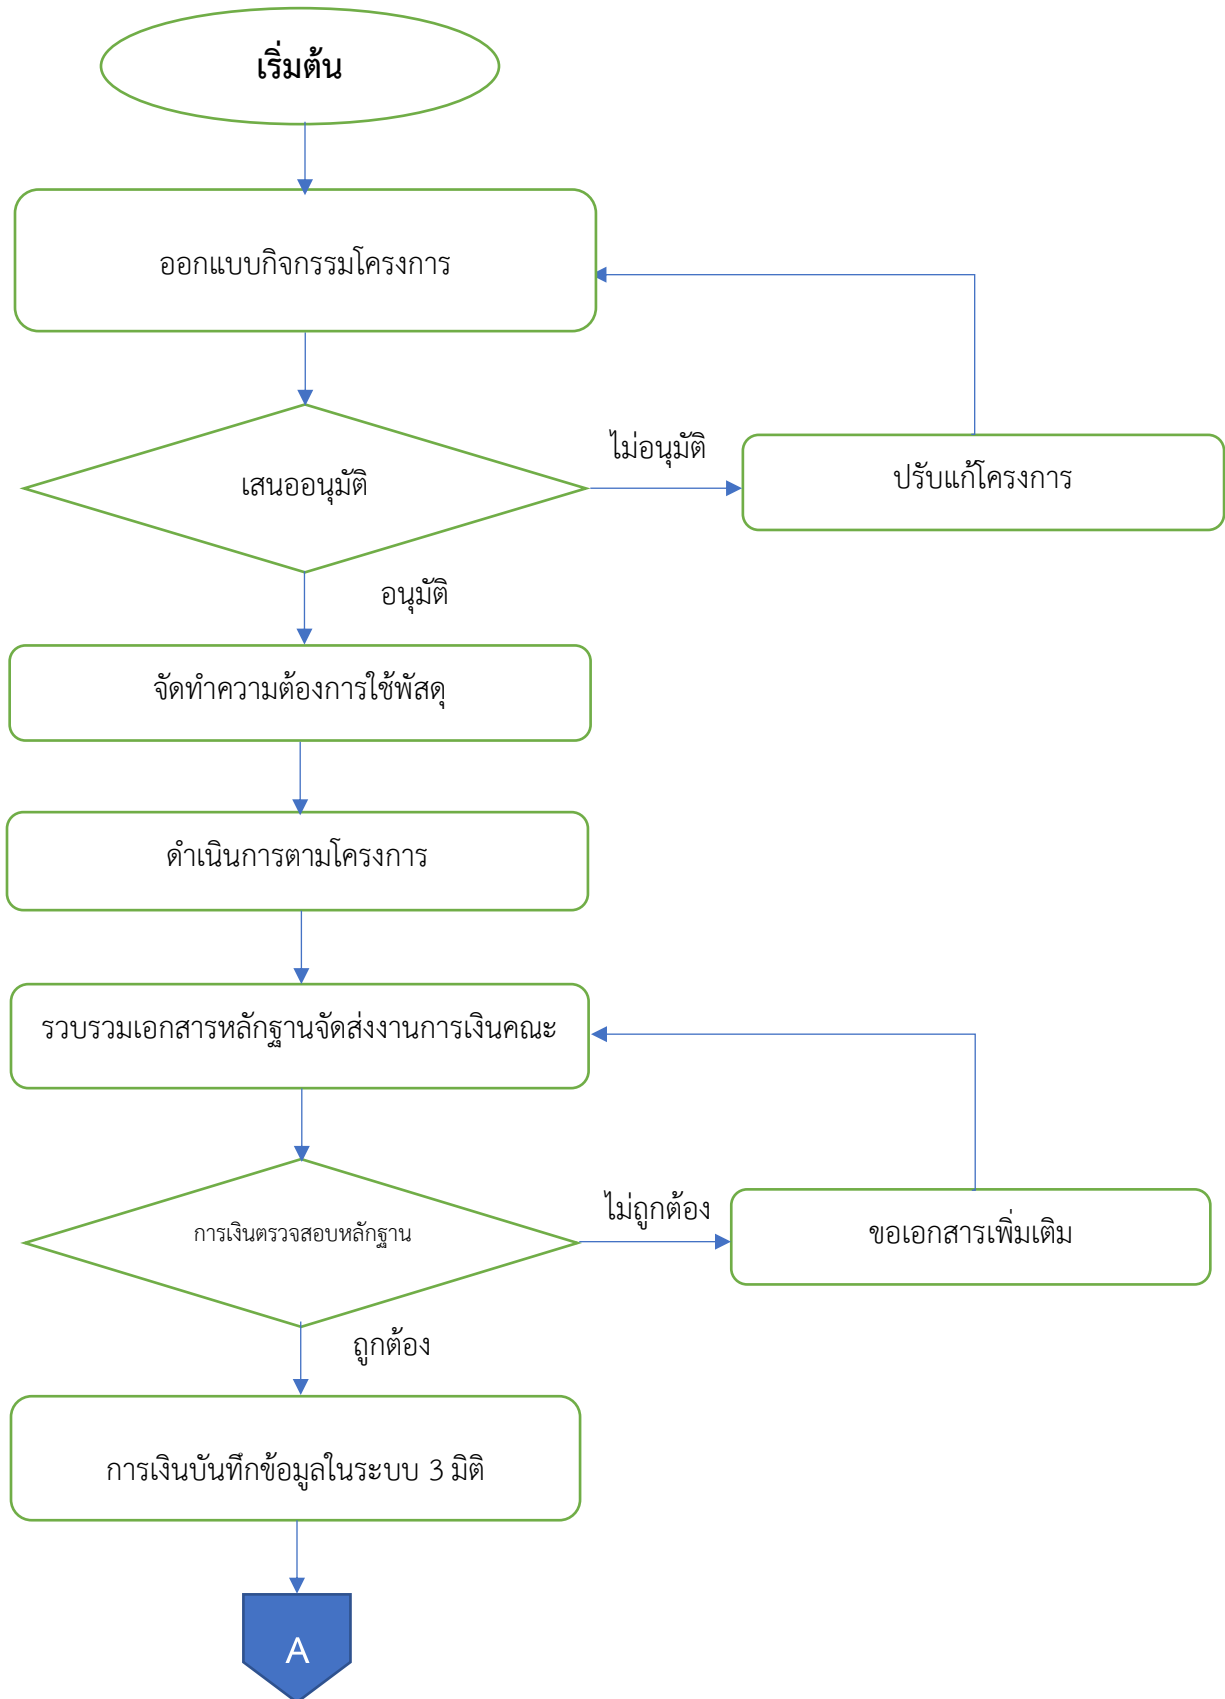 เริ่มต้น
ออกแบบกิจกรรมโครงการ
เสนออนุมัติ
ไม่อนุมัติ
ปรับแก้โครงการ
อนุมัติ
จัดทำความต้องการใช้พัสดุ
ดำเนินการตามโครงการ
รวบรวมเอกสารหลักฐานจัดส่งงานการเงินคณะ
การเงินตรวจสอบหลักฐาน
ไม่ถูกต้อง
ขอเอกสารเพิ่มเติม
ถูกต้อง
การเงินบันทึกข้อมูลในระบบ 3 มิติ
A